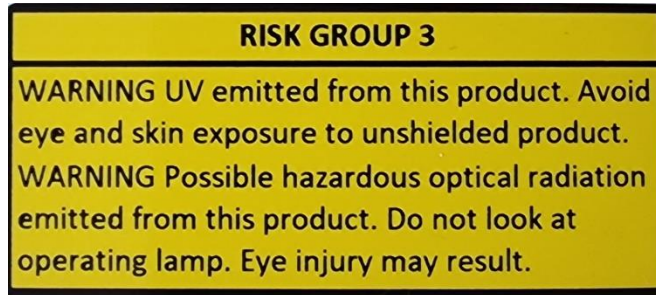 RISK GROUP 3
WARNING UV emitted from this product. Avoid
eye and skin exposure to unshielded product.
WARNING Possible hazardous optical radiation
emitted from this product. Do not look at
operating lamp. Eye injury may result.